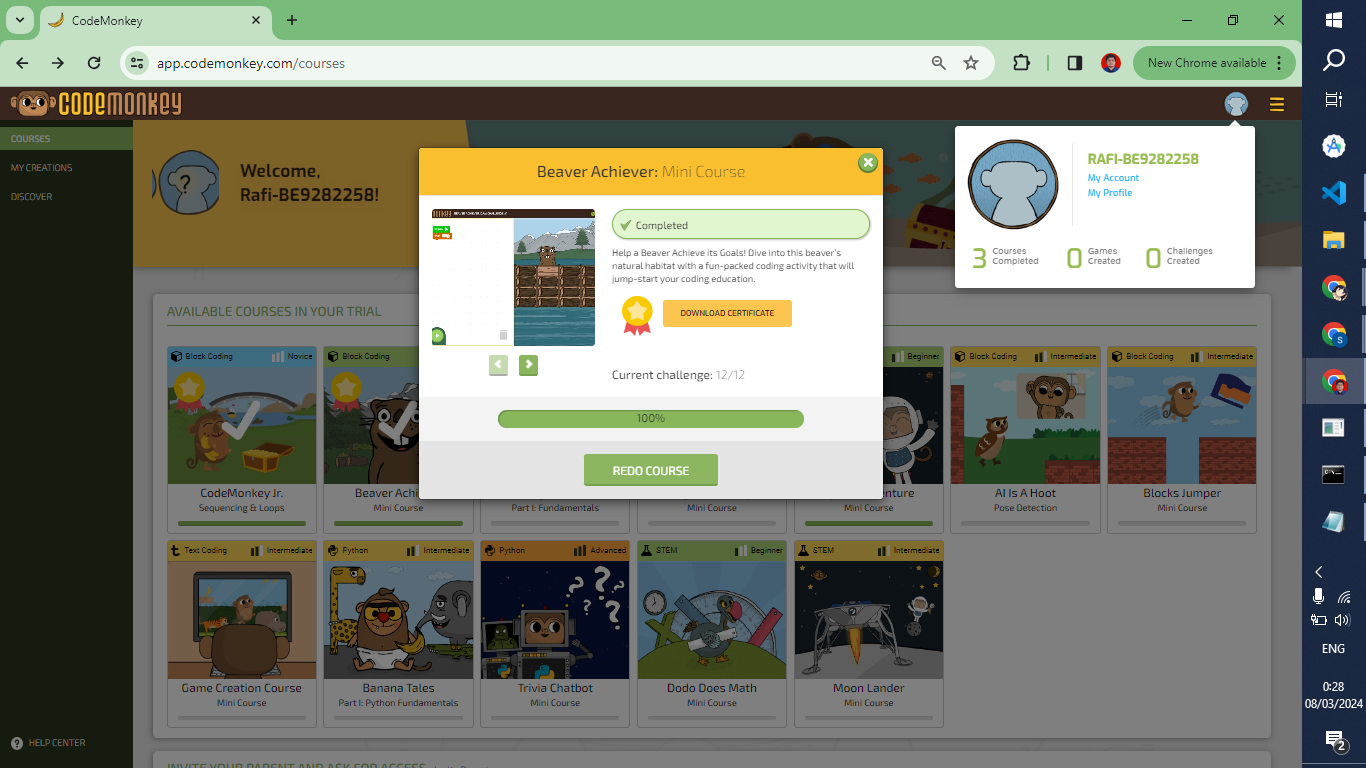 CodeMonkey
app.codemonkey.com/courses
New Chrome available
CODEMONKEY
COURSES
MY CREATIONS
DISCOVER
HELP CENTER
Welcome,
Rafi-BE9282258!
RAFI-BE9282258
My Account
My Profile
3 Courses Completed
0 Games Created
0 Challenges Created
Beaver Achiever: Mini Course
Completed
Help a Beaver Achieve its Goals! Dive into this beaver's
natural habitat with a fun-packed coding activity that will
jump-start your coding education.
DOWNLOAD CERTIFICATE
Current challenge: 12/12
100%
REDO COURSE
AVAILABLE COURSES IN YOUR TRIAL
Block Coding Novice
CodeMonkey Jr.
Sequencing & Loops
Block Coding
Beaver Achi
Mini Course
Part I: Fundamentals
Mini Course
Beginner
enture
Mini Course
Block Coding Intermediate
AI Is A Hoot
Pose Detection
Block Coding Intermediate
Blocks Jumper
Mini Course
Text Coding Intermediate
Game Creation Course
Mini Course
Python Intermediate
Banana Tales
Part I: Python Fundamentals
Python Advanced
Trivia Chatbot
Mini Course
STEM Beginner
Dodo Does Math
Mini Course
STEM Intermediate
Moon Lander
Mini Course
INVITE YOUR PARENT AND ASK FOR ACCESS
ENG
0:28
08/03/2024
2